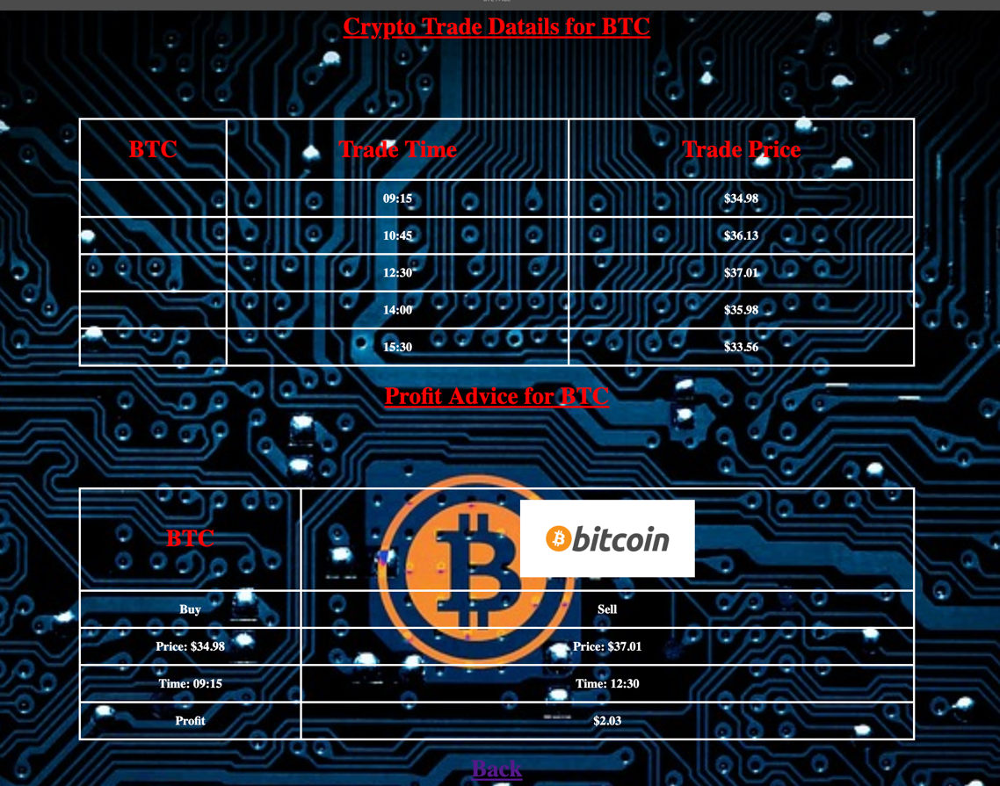 Crypto Trade Datails for BTC
BTC Trade Time Trade Price
09:15 $34.98
10:45 $36.13
12:30 $37.01
14:00 $35.98
15:30 $33.56
Profit Advice for BTC
BTC bitcoin
Buy Sell
Price: $34.98 Price: $37.01
Time: 09:15 Time: 12:30
Profit $2.03
Back